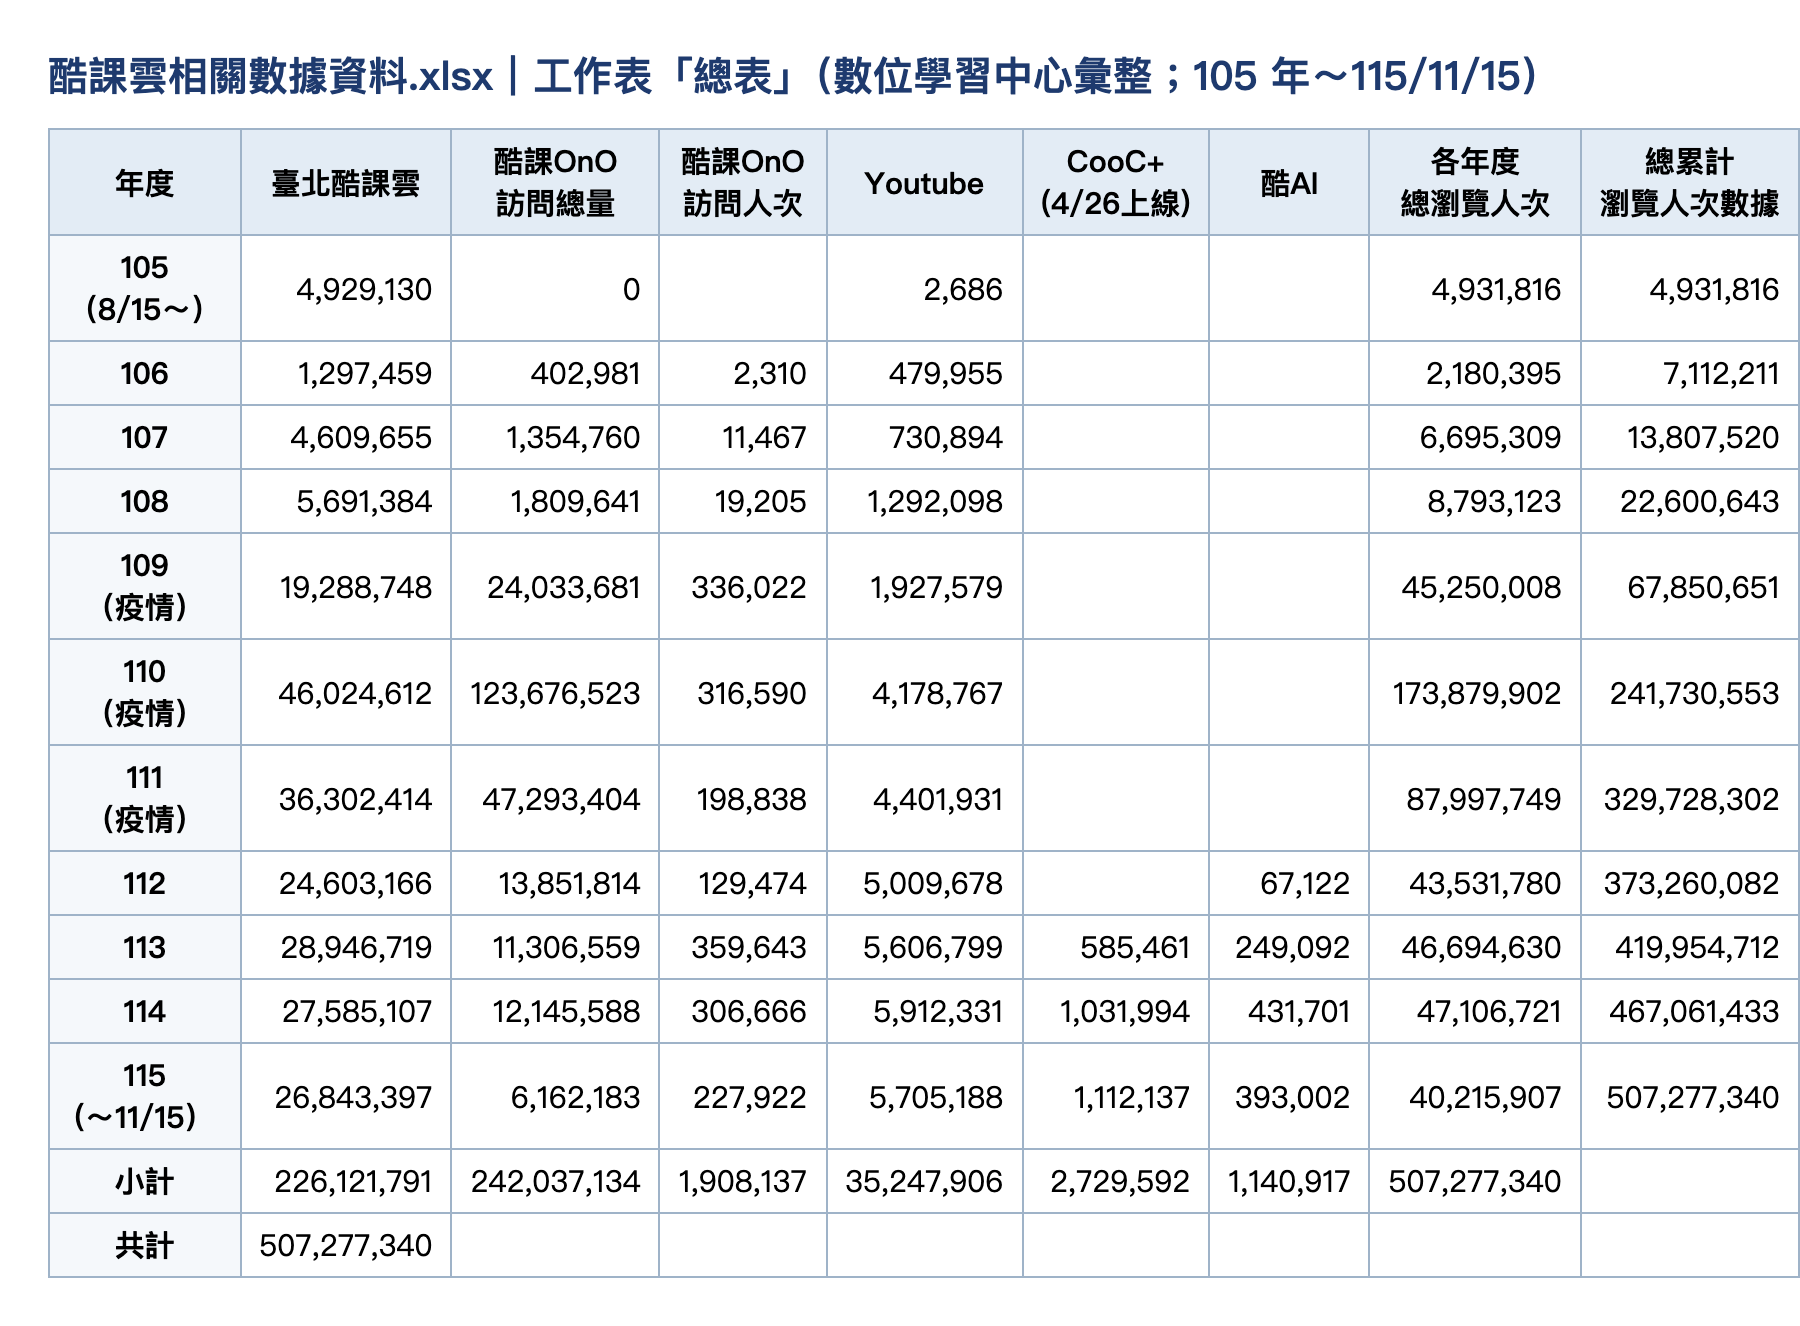 酷課雲相關數據資料.xlsx｜工作表「總表」（數位學習中心彙整；105 年～115/11/15）
年度 臺北酷課雲 酷課OnO訪問總量 酷課OnO訪問人次 Youtube CooC+(4/26上線) 酷AI 各年度總瀏覽人次 總累計瀏覽人次數據
105（8/15～） 4,929,130 0 2,686 4,931,816 4,931,816
106 1,297,459 402,981 2,310 479,955 2,180,395 7,112,211
107 4,609,655 1,354,760 11,467 730,894 6,695,309 13,807,520
108 5,691,384 1,809,641 19,205 1,292,098 8,793,123 22,600,643
109（疫情） 19,288,748 24,033,681 336,022 1,927,579 45,250,008 67,850,651
110（疫情） 46,024,612 123,676,523 316,590 4,178,767 173,879,902 241,730,553
111（疫情） 36,302,414 47,293,404 198,838 4,401,931 87,997,749 329,728,302
112 24,603,166 13,851,814 129,474 5,009,678 67,122 43,531,780 373,260,082
113 28,946,719 11,306,559 359,643 5,606,799 585,461 249,092 46,694,630 419,954,712
114 27,585,107 12,145,588 306,666 5,912,331 1,031,994 431,701 47,106,721 467,061,433
115（～11/15） 26,843,397 6,162,183 227,922 5,705,188 1,112,137 393,002 40,215,907 507,277,340
小計 226,121,791 242,037,134 1,908,137 35,247,906 2,729,592 1,140,917 507,277,340
共計 507,277,340